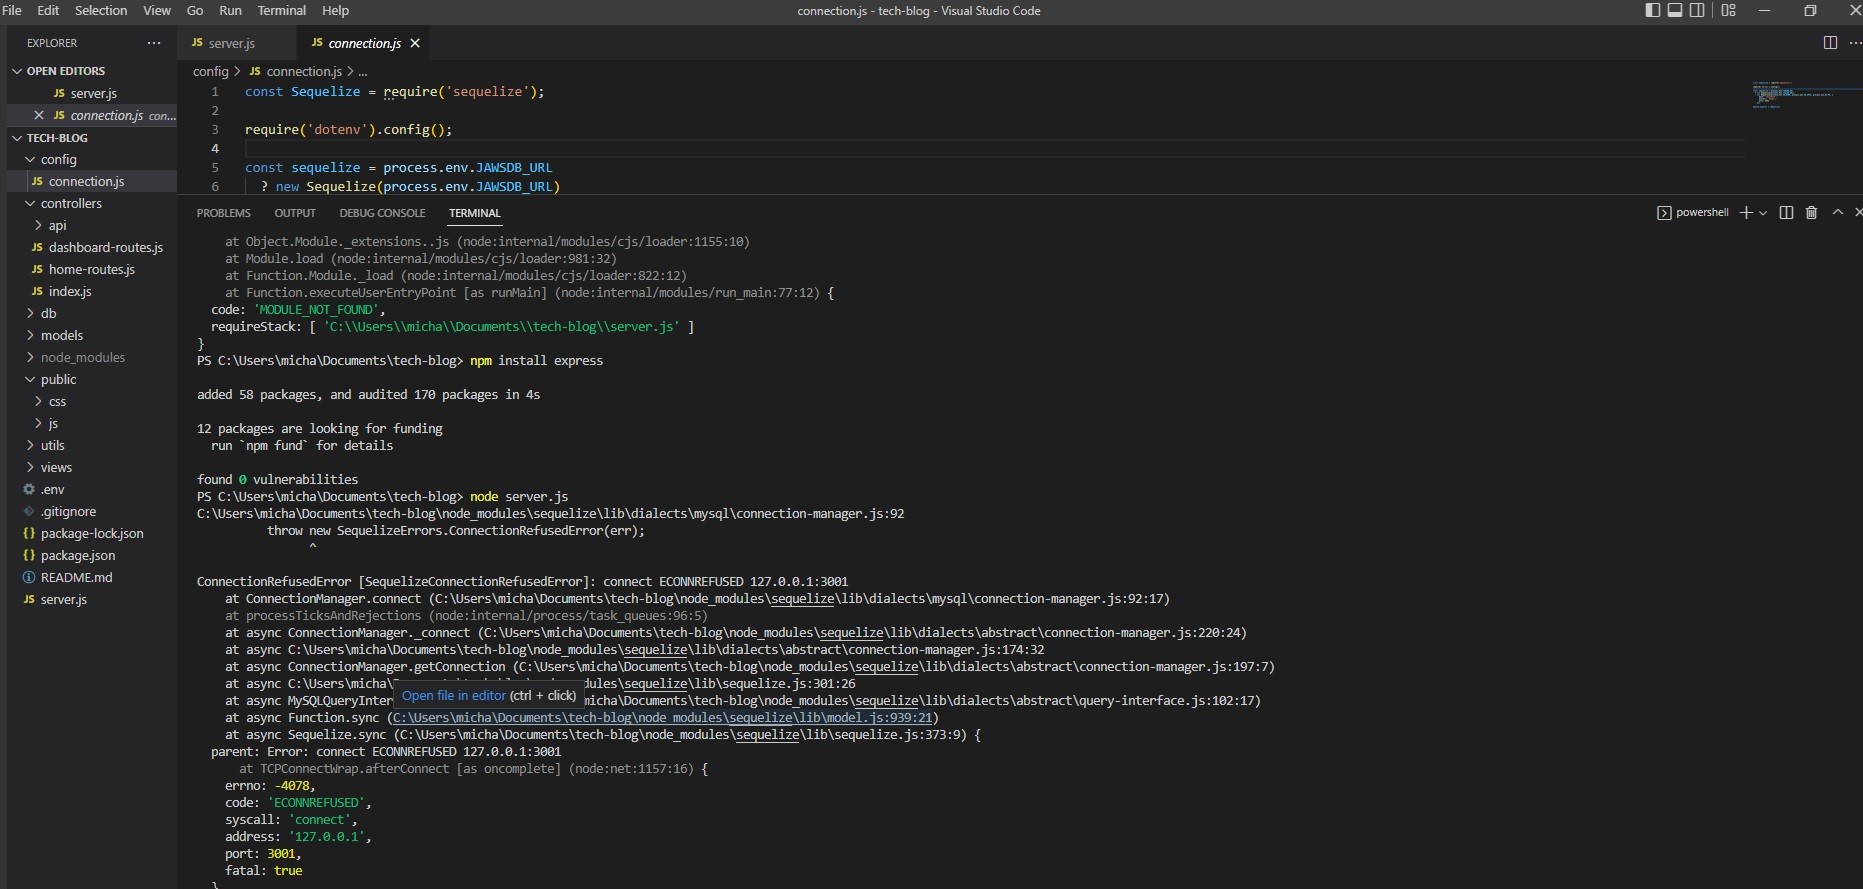 File Edit Selection View Go Run Terminal Help
connection.js - tech-blog - Visual Studio Code
EXPLORER
OPEN EDITORS
JS server.js
JS connection.js con...
TECH-BLOG
config
JS connection.js
controllers
api
JS dashboard-routes.js
JS home-routes.js
JS index.js
db
models
node_modules
public
css
js
utils
views
.env
.gitignore
{} package-lock.json
{} package.json
README.md
JS server.js
JS server.js
JS connection.js
config > JS connection.js > ...
1 const Sequelize = require('sequelize');
2
3 require('dotenv').config();
4
5 const sequelize = process.env.JAWSDB_URL
6 ? new Sequelize(process.env.JAWSDB_URL)
PROBLEMS OUTPUT DEBUG CONSOLE TERMINAL
powershell
at Object.Module._extensions..js (node:internal/modules/cjs/loader:1155:10)
at Module.load (node:internal/modules/cjs/loader:981:32)
at Function.Module._load (node:internal/modules/cjs/loader:822:12)
at Function.executeUserEntryPoint [as runMain] (node:internal/modules/run_main:77:12) {
code: 'MODULE_NOT_FOUND',
requireStack: [ 'C:\\Users\\micha\\Documents\\tech-blog\\server.js' ]
}
PS C:\Users\micha\Documents\tech-blog> npm install express
added 58 packages, and audited 170 packages in 4s
12 packages are looking for funding
run `npm fund` for details
found 0 vulnerabilities
PS C:\Users\micha\Documents\tech-blog> node server.js
C:\Users\micha\Documents\tech-blog\node_modules\sequelize\lib\dialects\mysql\connection-manager.js:92
throw new SequelizeErrors.ConnectionRefusedError(err);
^
ConnectionRefusedError [SequelizeConnectionRefusedError]: connect ECONNREFUSED 127.0.0.1:3001
at ConnectionManager.connect (C:\Users\micha\Documents\tech-blog\node_modules\sequelize\lib\dialects\mysql\connection-manager.js:92:17)
at processTicksAndRejections (node:internal/process/task_queues:96:5)
at async ConnectionManager._connect (C:\Users\micha\Documents\tech-blog\node_modules\sequelize\lib\dialects\abstract\connection-manager.js:220:24)
at async C:\Users\micha\Documents\tech-blog\node_modules\sequelize\lib\dialects\abstract\connection-manager.js:174:32
at async ConnectionManager.getConnection (C:\Users\micha\Documents\tech-blog\node_modules\sequelize\lib\dialects\abstract\connection-manager.js:197:7)
at async C:\Users\micha\ dules\sequelize\lib\sequelize.js:301:26
Open file in editor (ctrl + click)
at async MySQLQueryInter micha\Documents\tech-blog\node_modules\sequelize\lib\dialects\abstract\query-interface.js:102:17)
at async Function.sync (C:\Users\micha\Documents\tech-blog\node_modules\sequelize\lib\model.js:939:21)
at async Sequelize.sync (C:\Users\micha\Documents\tech-blog\node_modules\sequelize\lib\sequelize.js:373:9) {
parent: Error: connect ECONNREFUSED 127.0.0.1:3001
at TCPConnectWrap.afterConnect [as oncomplete] (node:net:1157:16) {
errno: -4078,
code: 'ECONNREFUSED',
syscall: 'connect',
address: '127.0.0.1',
port: 3001,
fatal: true
}